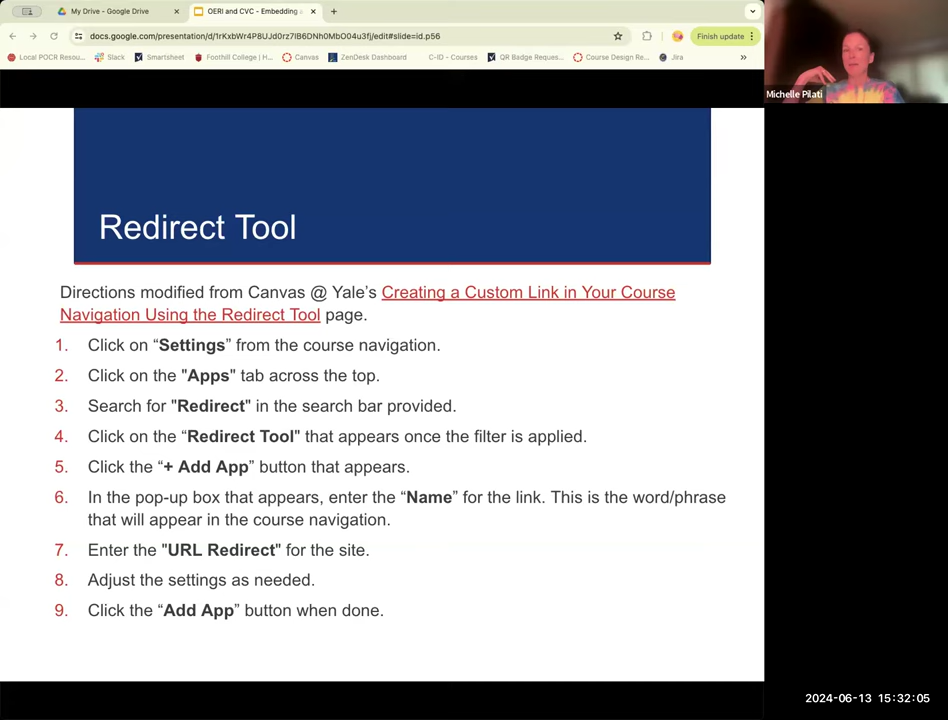 My Drive - Google Drive
OERI and CVC - Embedding a
docs.google.com/presentation/d/1rKxbWr4P8UJd0rz7IB6DNh0MbO04u3fj/edit#slide=id.p56
Finish update
Local POCR Resou...
Slack
Smartsheet
Foothill College | H...
Canvas
ZenDesk Dashboard
C-ID - Courses
QR Badge Reques...
Course Design Re...
Jira
Michelle Pilati
Redirect Tool
Directions modified from Canvas @ Yale's Creating a Custom Link in Your Course
Navigation Using the Redirect Tool page.
1. Click on “Settings” from the course navigation.
2. Click on the "Apps" tab across the top.
3. Search for "Redirect" in the search bar provided.
4. Click on the “Redirect Tool" that appears once the filter is applied.
5. Click the “+ Add App” button that appears.
6. In the pop-up box that appears, enter the “Name” for the link. This is the word/phrase
that will appear in the course navigation.
7. Enter the "URL Redirect" for the site.
8. Adjust the settings as needed.
9. Click the “Add App” button when done.
2024-06-13 15:32:05